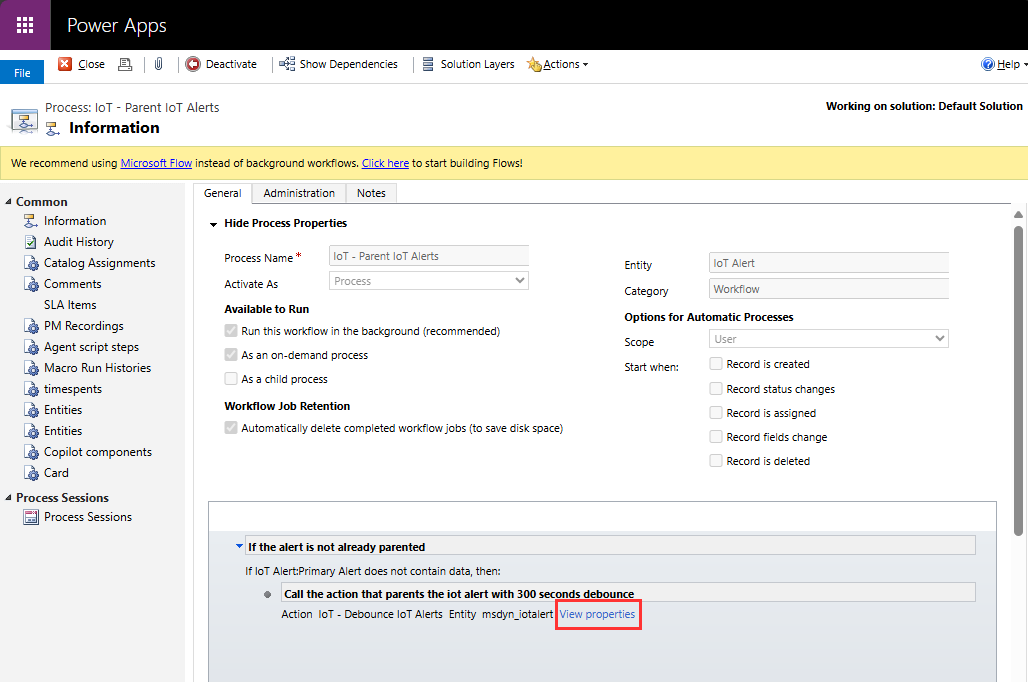 Power Apps
File
Close
Deactivate
Show Dependencies
Solution Layers
Actions
Help
Process: IoT - Parent IoT Alerts
Information
Working on solution: Default Solution
We recommend using Microsoft Flow instead of background workflows. Click here to start building Flows!
Common
Information
Audit History
Catalog Assignments
Comments
SLA Items
PM Recordings
Agent script steps
Macro Run Histories
timespents
Entities
Entities
Copilot components
Card
Process Sessions
Process Sessions
General
Administration
Notes
Hide Process Properties
Process Name *
IoT - Parent IoT Alerts
Activate As
Process
Available to Run
Run this workflow in the background (recommended)
As an on-demand process
As a child process
Workflow Job Retention
Automatically delete completed workflow jobs (to save disk space)
Entity
IoT Alert
Category
Workflow
Options for Automatic Processes
Scope
User
Start when:
Record is created
Record status changes
Record is assigned
Record fields change
Record is deleted
If the alert is not already parented
If IoT Alert:Primary Alert does not contain data, then:
Call the action that parents the iot alert with 300 seconds debounce
Action IoT - Debounce IoT Alerts Entity msdyn_iotalert View properties